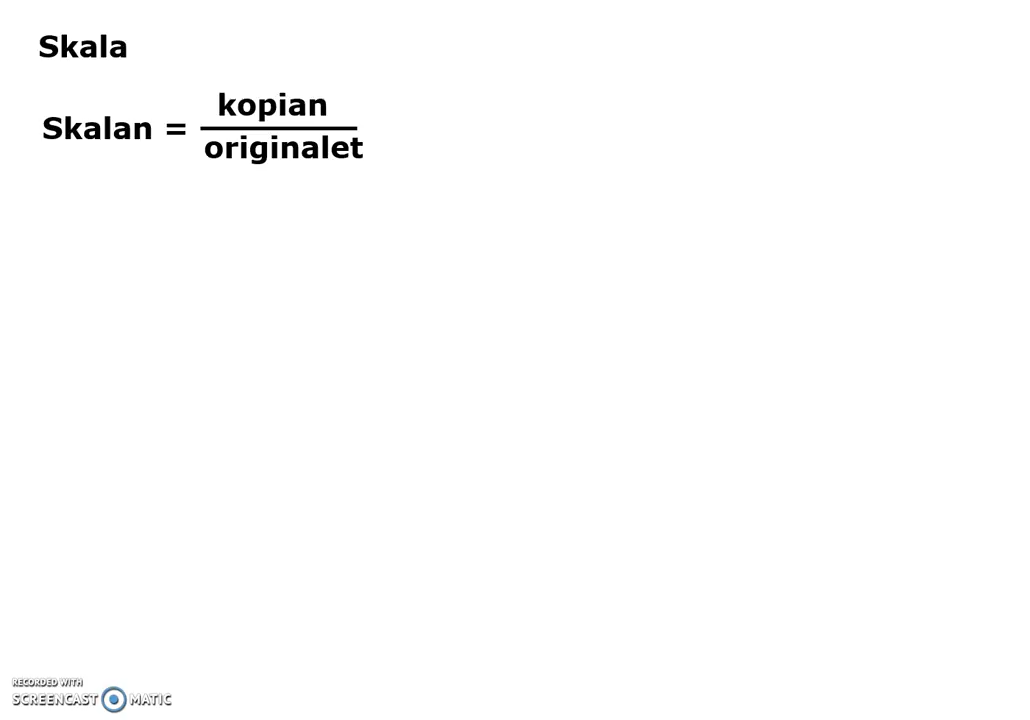 Skala
kopian
Skalan =
originalet
RECORDED WITH
SCREENCAST MATIC